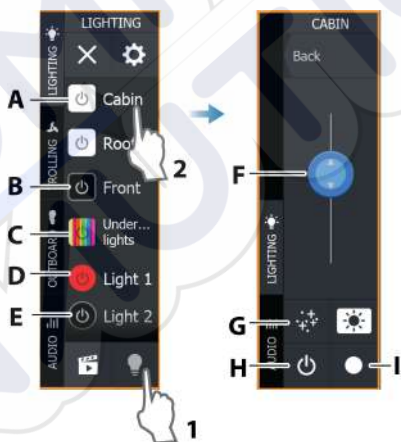 LIGHTING
CABIN
LIGHTING
ROLLING
OUTBOARD
AUDIO
A
Cabin
2
Roo
B
Front
C
Under...
lights
D
Light 1
E
Light 2
1
Back
F
LIGHTING
UDIO
G
H
I